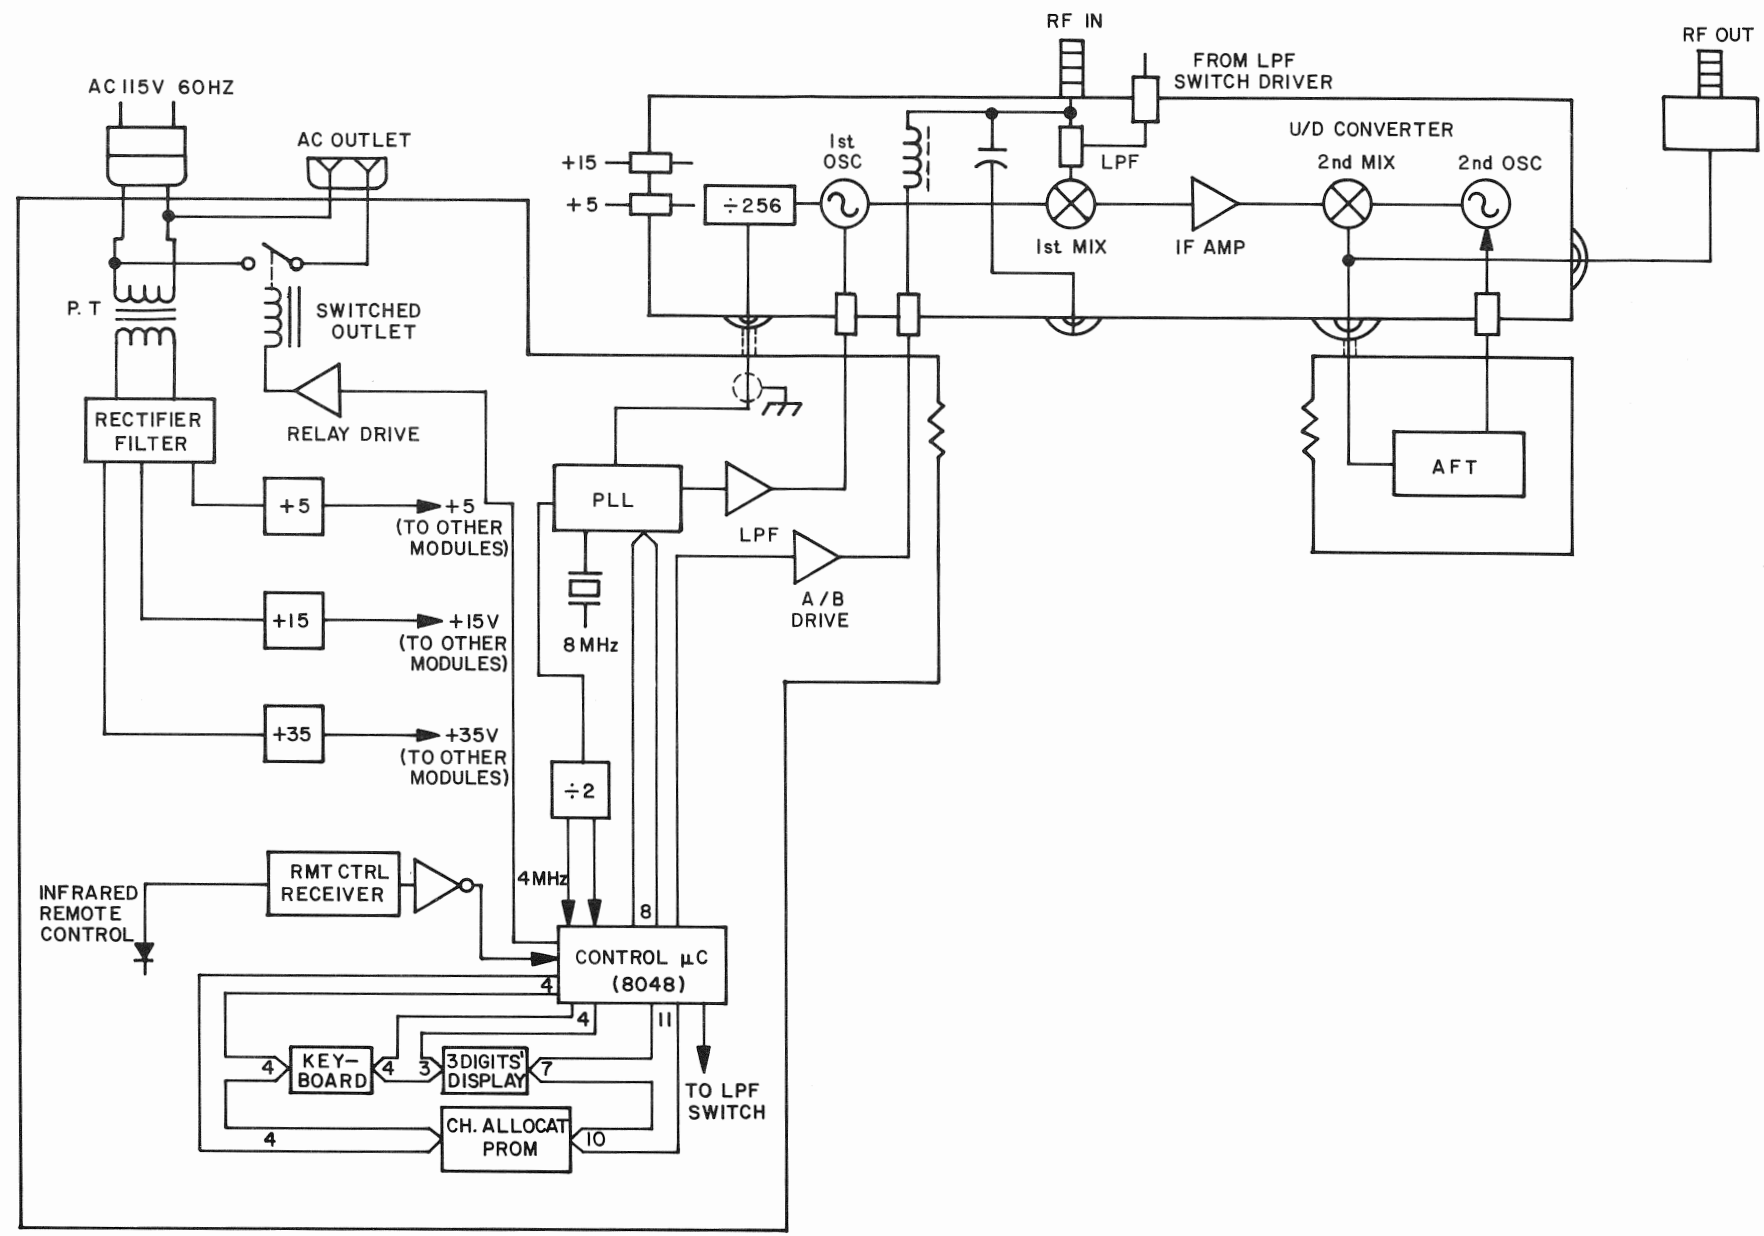 RF IN
RF OUT
FROM LPF
SWITCH DRIVER
AC 115V 60HZ
AC OUTLET
U/D CONVERTER
1st
OSC
LPF
2nd MIX
2nd OSC
+15
+5
÷256
1st MIX
IF AMP
P.T
SWITCHED
OUTLET
RECTIFIER
FILTER
RELAY DRIVE
AFT
PLL
+5
+5
(TO OTHER
MODULES)
LPF
A/B
DRIVE
8MHz
+15
+15V
(TO OTHER
MODULES)
+35
+35V
(TO OTHER
MODULES)
÷2
4MHz
RMT CTRL
RECEIVER
INFRARED
REMOTE
CONTROL
8
CONTROL µC
(8048)
4
4
11
KEY-
BOARD
4
4
3
3DIGITS'
DISPLAY
7
TO LPF
SWITCH
CH. ALLOCAT
PROM
4
10